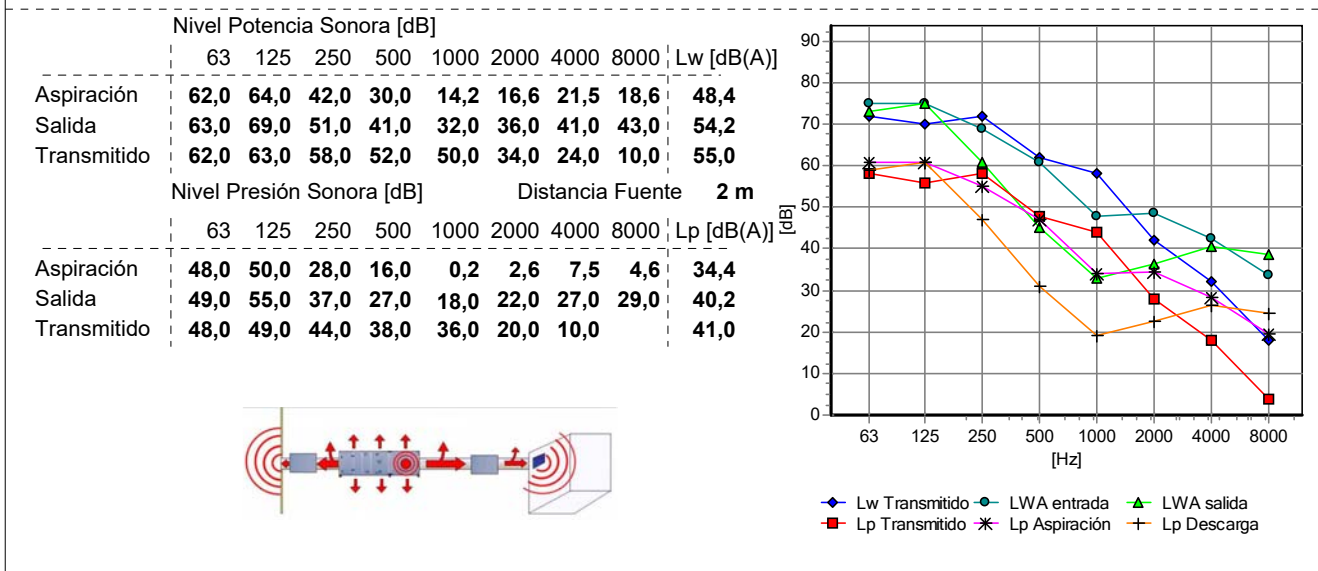 Nivel Potencia Sonora [dB]
63 125 250 500 1000 2000 4000 8000 Lw [dB(A)]
Aspiración 62,0 64,0 42,0 30,0 14,2 16,6 21,5 18,6 48,4
Salida 63,0 69,0 51,0 41,0 32,0 36,0 41,0 43,0 54,2
Transmitido 62,0 63,0 58,0 52,0 50,0 34,0 24,0 10,0 55,0
Nivel Presión Sonora [dB] Distancia Fuente 2 m
63 125 250 500 1000 2000 4000 8000 Lp [dB(A)]
Aspiración 48,0 50,0 28,0 16,0 0,2 2,6 7,5 4,6 34,4
Salida 49,0 55,0 37,0 27,0 18,0 22,0 27,0 29,0 40,2
Transmitido 48,0 49,0 44,0 38,0 36,0 20,0 10,0 41,0
90
80
70
60
50
40
30
20
10
0
[dB]
63 125 250 500 1000 2000 4000 8000
[Hz]
Lw Transmitido LWA entrada LWA salida
Lp Transmitido Lp Aspiración Lp Descarga